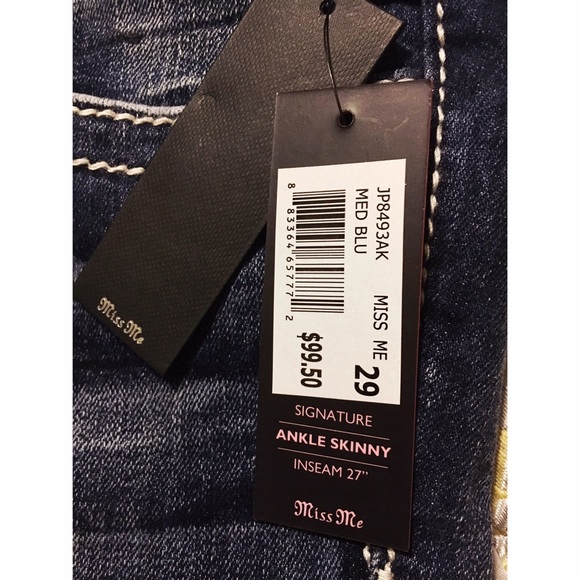 Miss Me
JP8493AK MISS ME
MED BLU 29
8 83364 65777 2
$99.50
SIGNATURE
ANKLE SKINNY
INSEAM 27"
Miss Me